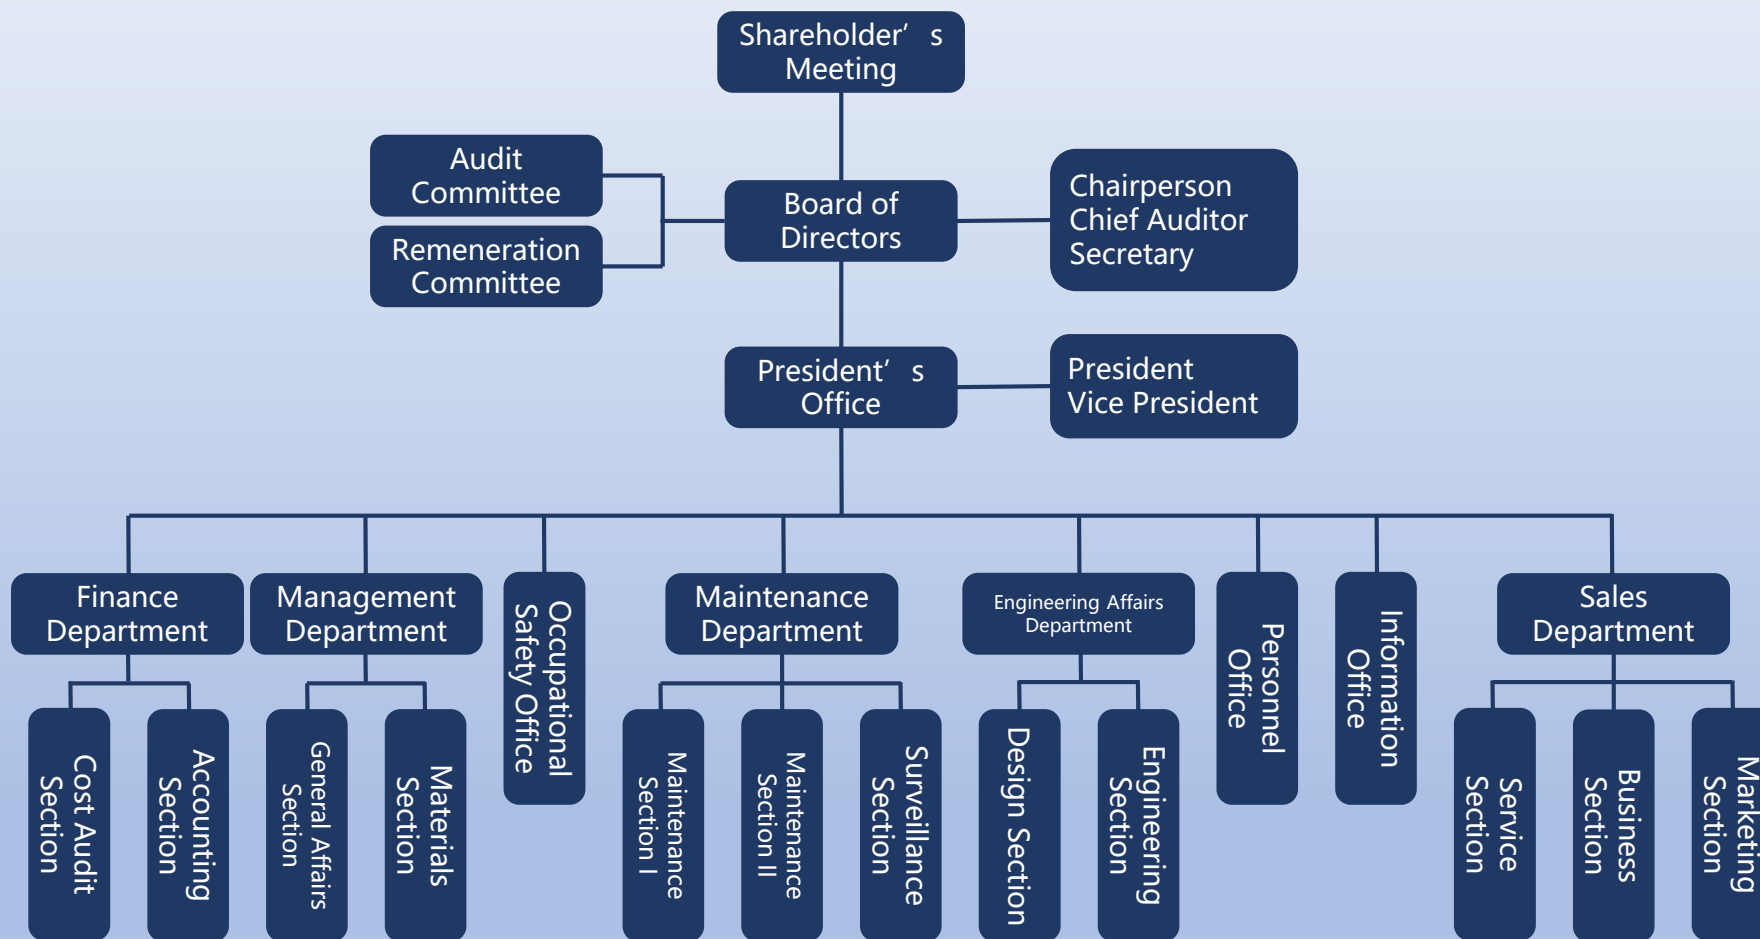 Shareholder’ s
Meeting
Audit
Committee
Remeneration
Committee
Board of
Directors
Chairperson
Chief Auditor
Secretary
President’ s
Office
President
Vice President
Finance
Department
Management
Department
Occupational
Safety Office
Maintenance
Department
Engineering Affairs
Department
Personnel
Office
Information
Office
Sales
Department
Cost Audit
Section
Accounting
Section
General Affairs
Section
Materials
Section
Maintenance
Section I
Maintenance
Section II
Surveillance
Section
Design Section
Engineering
Section
Service
Section
Business
Section
Marketing
Section